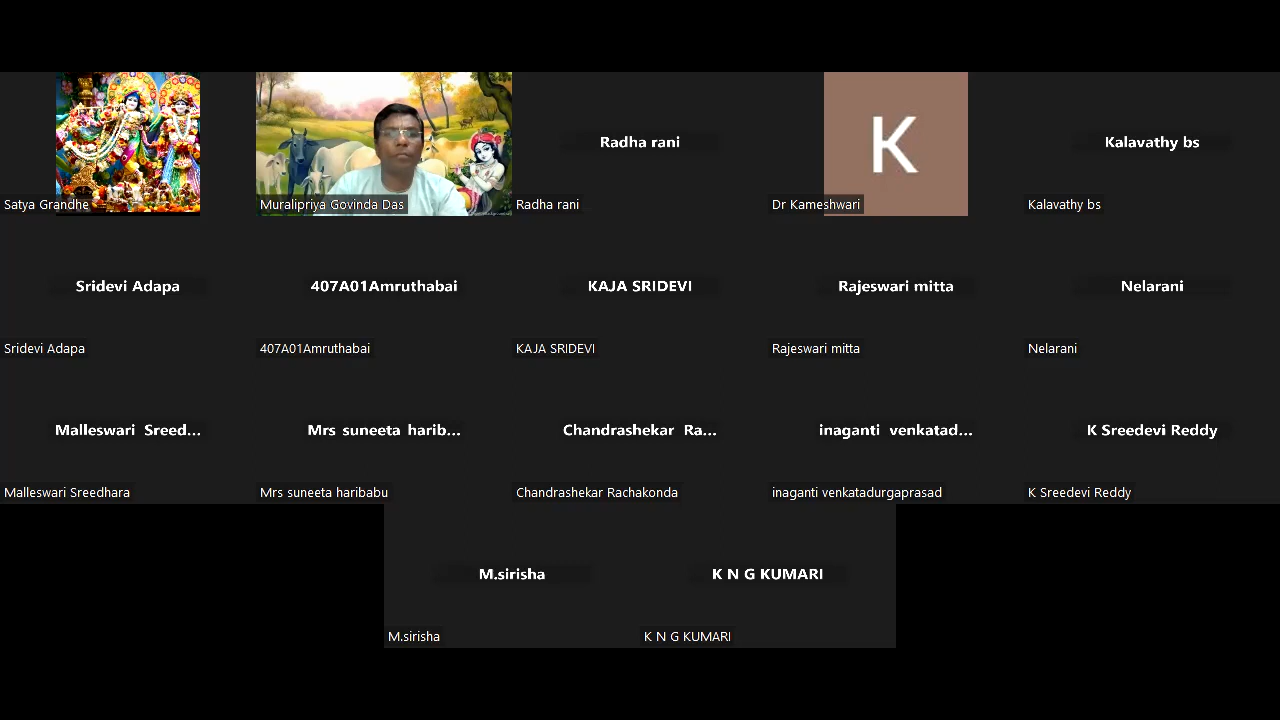 Radha rani
K
Kalavathy bs
Satya Grandhe
Muralipriya Govinda Das
Radha rani
Dr Kameshwari
Kalavathy bs
Sridevi Adapa
407A01Amruthabai
KAJA SRIDEVI
Rajeswari mitta
Nelarani
Sridevi Adapa
407A01Amruthabai
KAJA SRIDEVI
Rajeswari mitta
Nelarani
Malleswari Sreed...
Mrs suneeta harib...
Chandrashekar Ra...
inaganti venkatad...
K Sreedevi Reddy
Malleswari Sreedhara
Mrs suneeta haribabu
Chandrashekar Rachakonda
inaganti venkatadurgaprasad
K Sreedevi Reddy
M.sirisha
K N G KUMARI
M.sirisha
K N G KUMARI